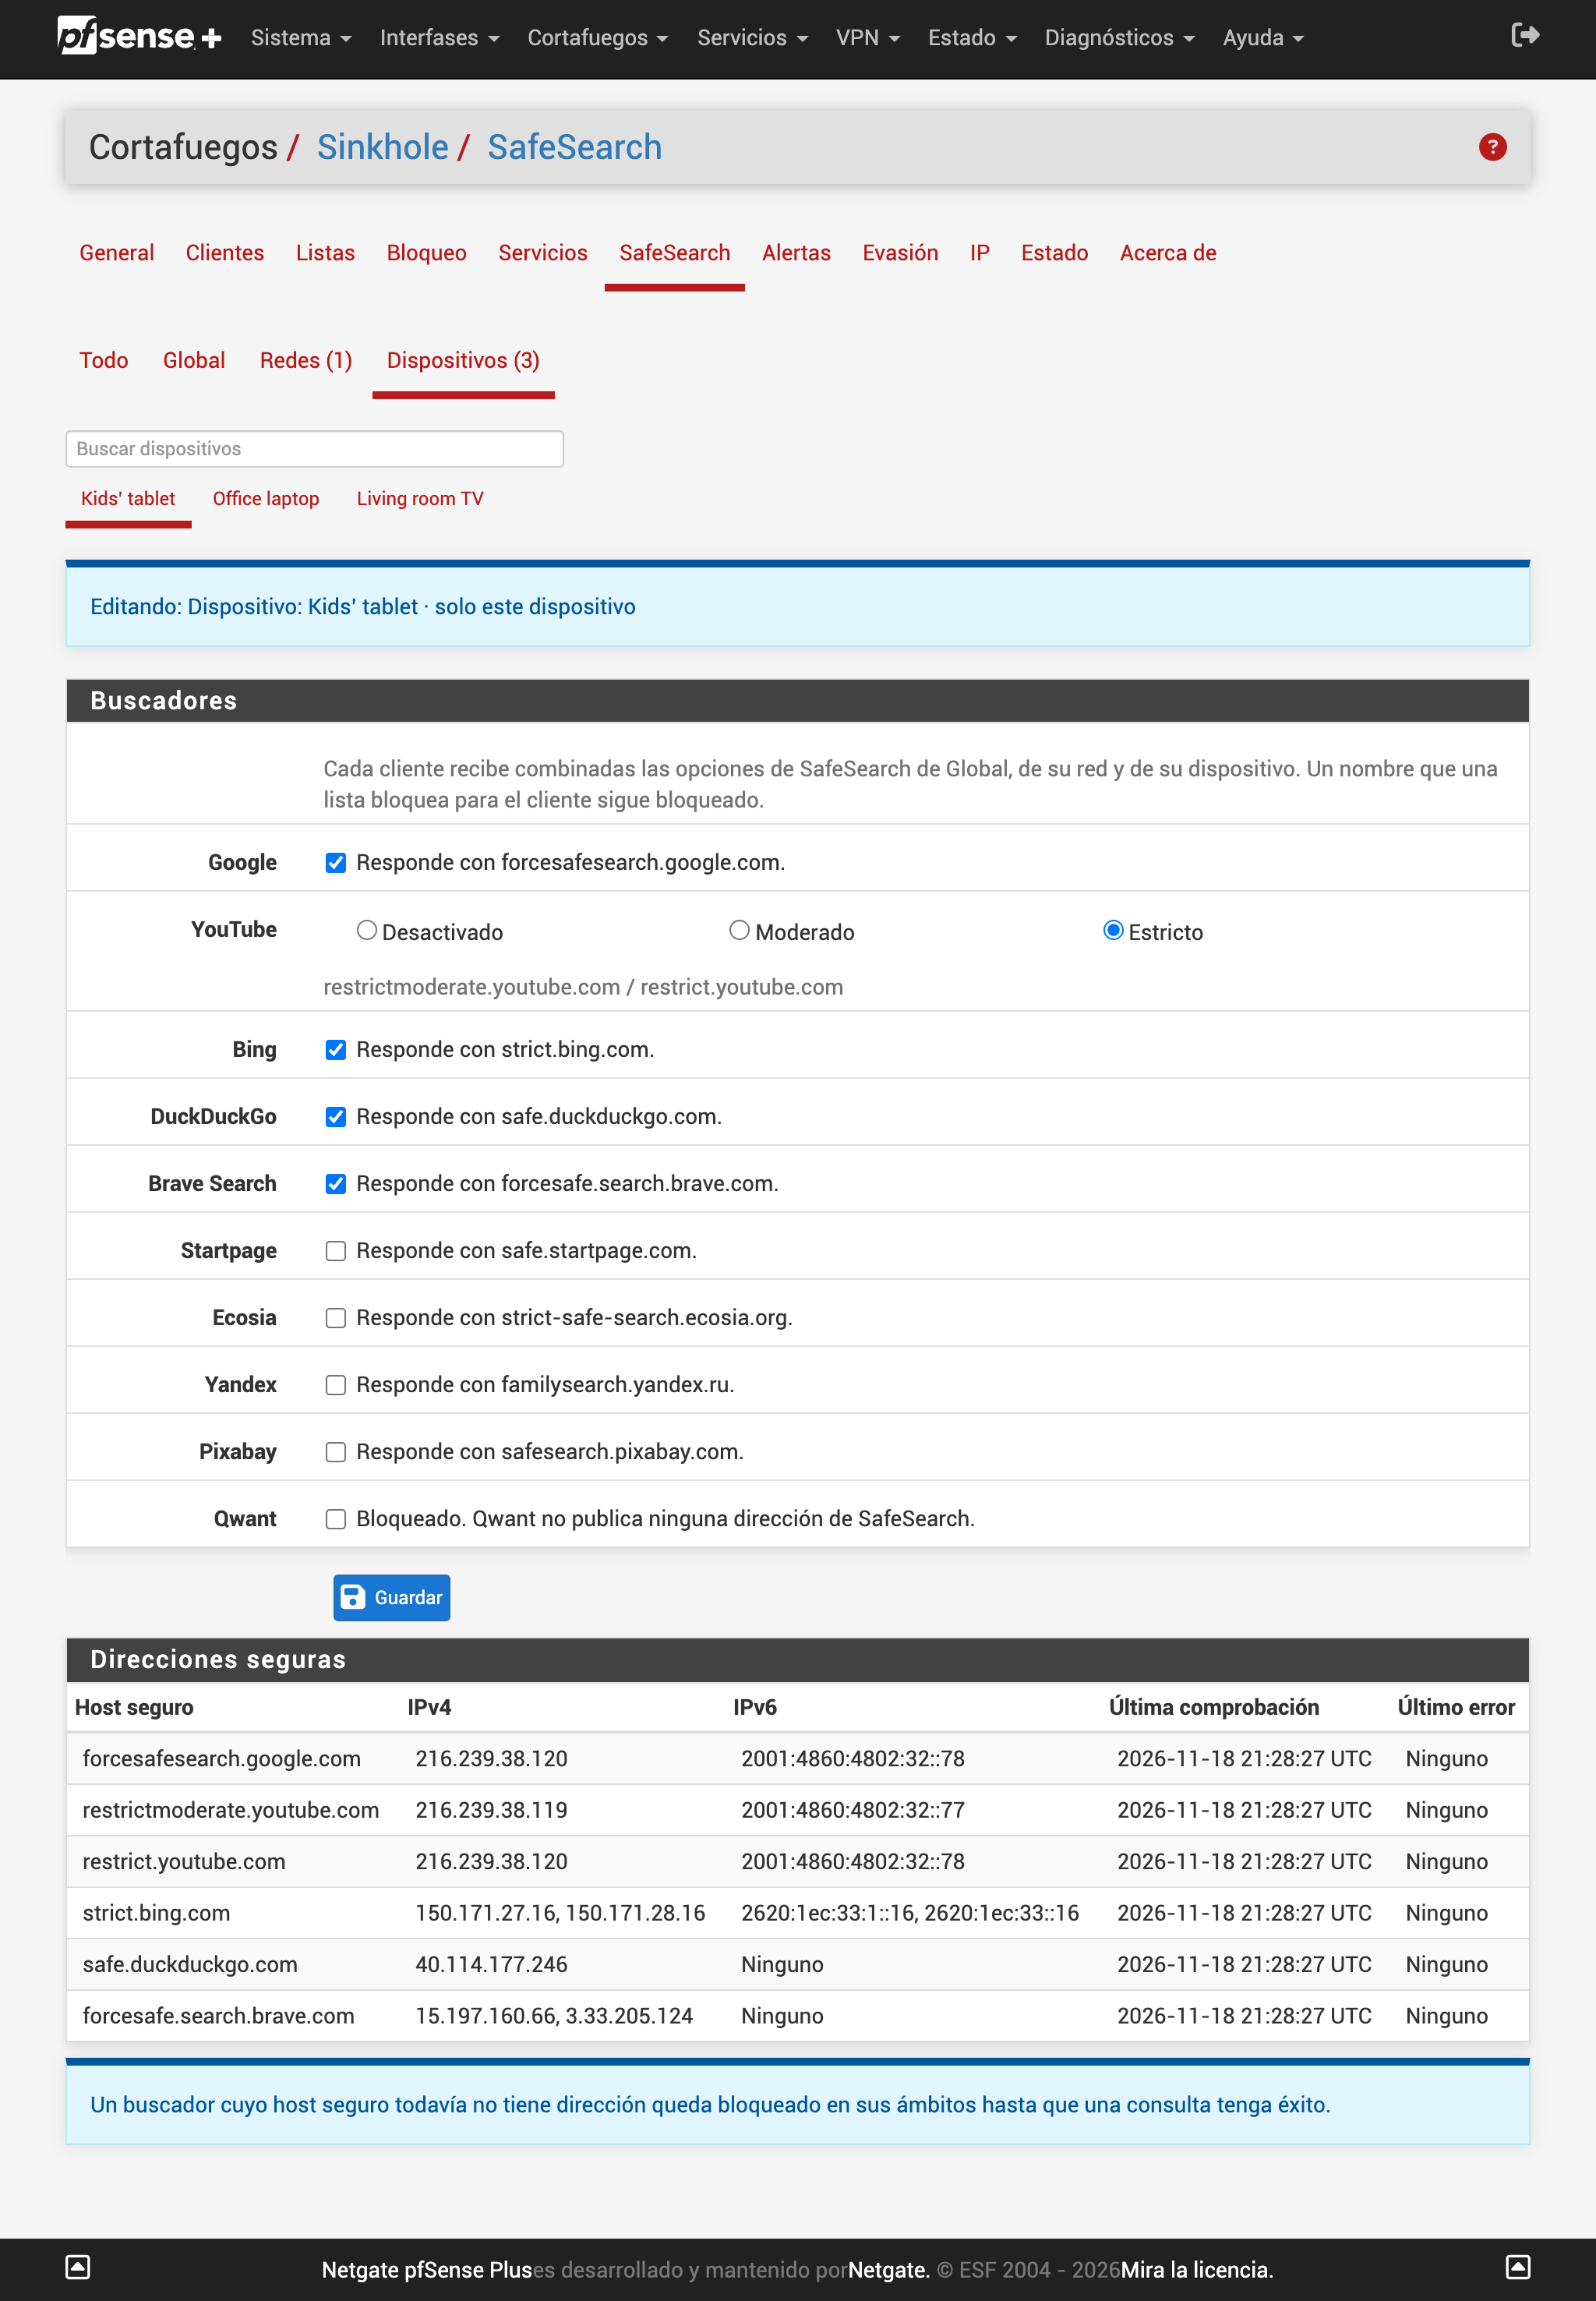 pfsense+ Sistema Interfases Cortafuegos Servicios VPN Estado Diagnósticos Ayuda
Cortafuegos / Sinkhole / SafeSearch ?
General Clientes Listas Bloqueo Servicios SafeSearch Alertas Evasión IP Estado Acerca de
Todo Global Redes (1) Dispositivos (3)
Buscar dispositivos
Kids' tablet Office laptop Living room TV
Editando: Dispositivo: Kids' tablet · solo este dispositivo
Buscadores
Cada cliente recibe combinadas las opciones de SafeSearch de Global, de su red y de su dispositivo. Un nombre que una
lista bloquea para el cliente sigue bloqueado.
Google Responde con forcesafesearch.google.com.
YouTube Desactivado Moderado Estricto
restrictmoderate.youtube.com / restrict.youtube.com
Bing Responde con strict.bing.com.
DuckDuckGo Responde con safe.duckduckgo.com.
Brave Search Responde con forcesafe.search.brave.com.
Startpage Responde con safe.startpage.com.
Ecosia Responde con strict-safe-search.ecosia.org.
Yandex Responde con familysearch.yandex.ru.
Pixabay Responde con safesearch.pixabay.com.
Qwant Bloqueado. Qwant no publica ninguna dirección de SafeSearch.
Guardar
Direcciones seguras
Host seguro IPv4 IPv6 Última comprobación Último error
forcesafesearch.google.com 216.239.38.120 2001:4860:4802:32::78 2026-11-18 21:28:27 UTC Ninguno
restrictmoderate.youtube.com 216.239.38.119 2001:4860:4802:32::77 2026-11-18 21:28:27 UTC Ninguno
restrict.youtube.com 216.239.38.120 2001:4860:4802:32::78 2026-11-18 21:28:27 UTC Ninguno
strict.bing.com 150.171.27.16, 150.171.28.16 2620:1ec:33:1::16, 2620:1ec:33::16 2026-11-18 21:28:27 UTC Ninguno
safe.duckduckgo.com 40.114.177.246 Ninguno 2026-11-18 21:28:27 UTC Ninguno
forcesafe.search.brave.com 15.197.160.66, 3.33.205.124 Ninguno 2026-11-18 21:28:27 UTC Ninguno
Un buscador cuyo host seguro todavía no tiene dirección queda bloqueado en sus ámbitos hasta que una consulta tenga éxito.
Netgate pfSense Pluses desarrollado y mantenido porNetgate. © ESF 2004 - 2026Mira la licencia.